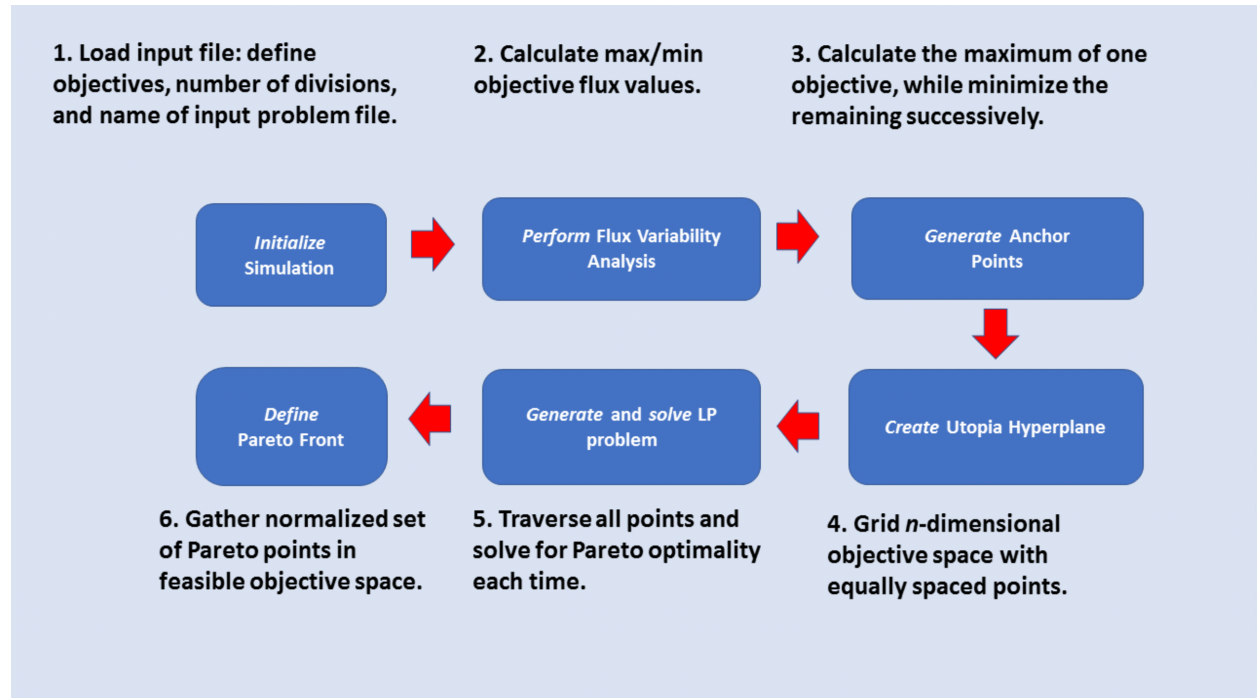 1. Load input file: define
objectives, number of divisions,
and name of input problem file.
2. Calculate max/min
objective flux values.
3. Calculate the maximum of one
objective, while minimize the
remaining successively.
Initialize
Simulation
Perform Flux Variability
Analysis
Generate Anchor
Points
Define
Pareto Front
Generate and solve LP
problem
Create Utopia Hyperplane
6. Gather normalized set
of Pareto points in
feasible objective space.
5. Traverse all points and
solve for Pareto optimality
each time.
4. Grid n-dimensional
objective space with
equally spaced points.